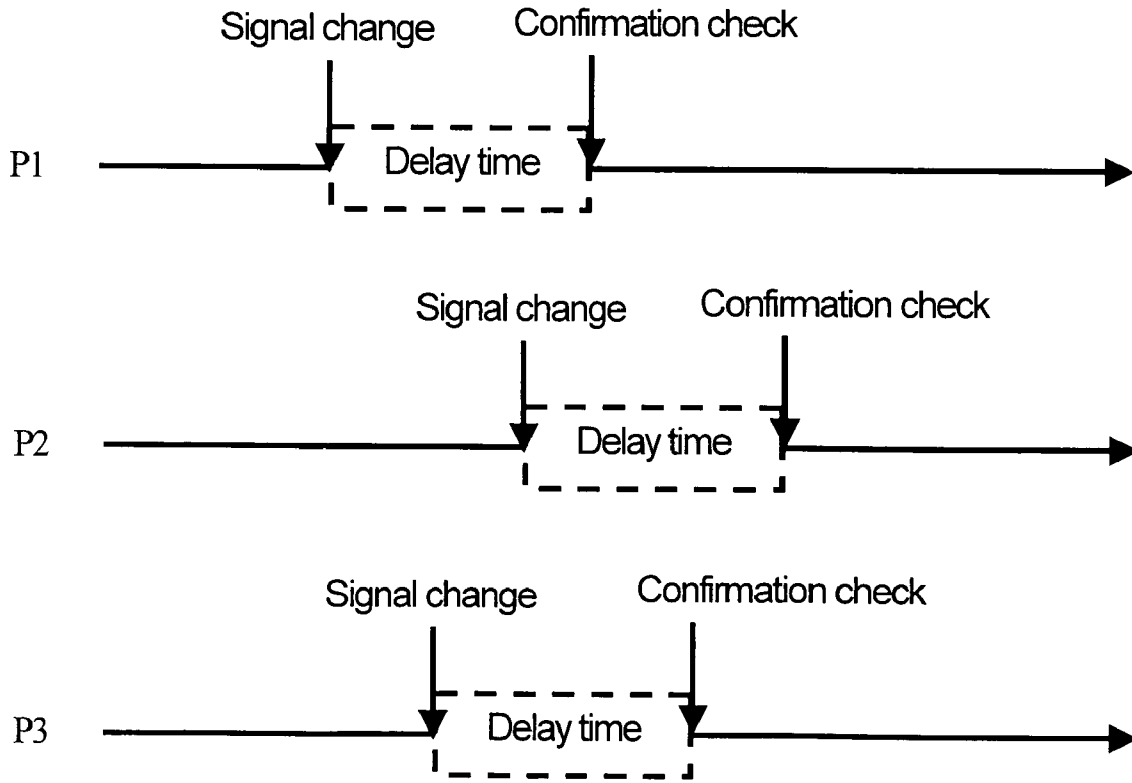 Signal change
Confirmation check
P1
Delay time
Signal change
Confirmation check
P2
Delay time
Signal change
Confirmation check
P3
Delay time